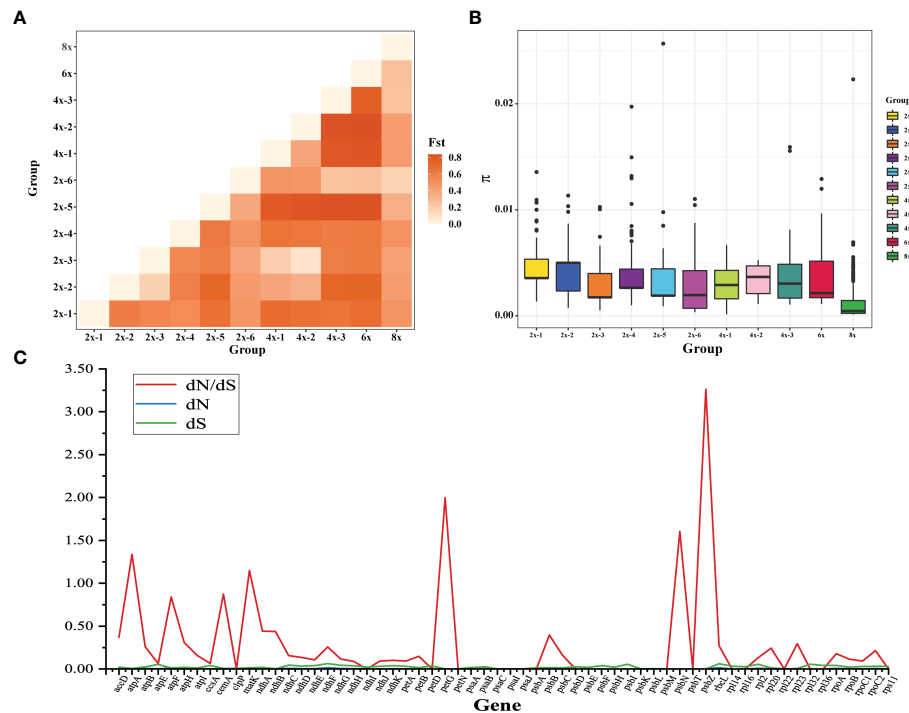 A
8x
6x
4x-3
4x-2
4x-1
2x-6
2x-5
2x-4
2x-3
2x-2
2x-1
Group
2x-1 2x-2 2x-3 2x-4 2x-5 2x-6 4x-1 4x-2 4x-3 6x 8x
Group
Fst
0.8
0.6
0.4
0.2
0.0
B
0.02
0.01
0.00
π
2x-1 2x-2 2x-3 2x-4 2x-5 2x-6 4x-1 4x-2 4x-3 6x 8x
Group
Group
C
3.50
3.00
2.50
2.00
1.50
1.00
0.50
0.00
dN/dS
dN
dS
accD atpA atpB atpE atpF atpH atpI ccsA cemA clpP matK ndhA ndhB ndhC ndhD ndhE ndhF ndhG ndhH ndhI ndhJ ndhK petA petB petD petG petN psaA psaB psaC psaI psaJ psbA psbB psbC psbD psbE psbF psbH psbI psbK psbL psbM psbN psbT psbZ rbcL rpl14 rpl16 rpl2 rpl20 rpl22 rpl23 rpl32 rpl36 rpoA rpoB rpoC1 rpoC2 rps11
Gene